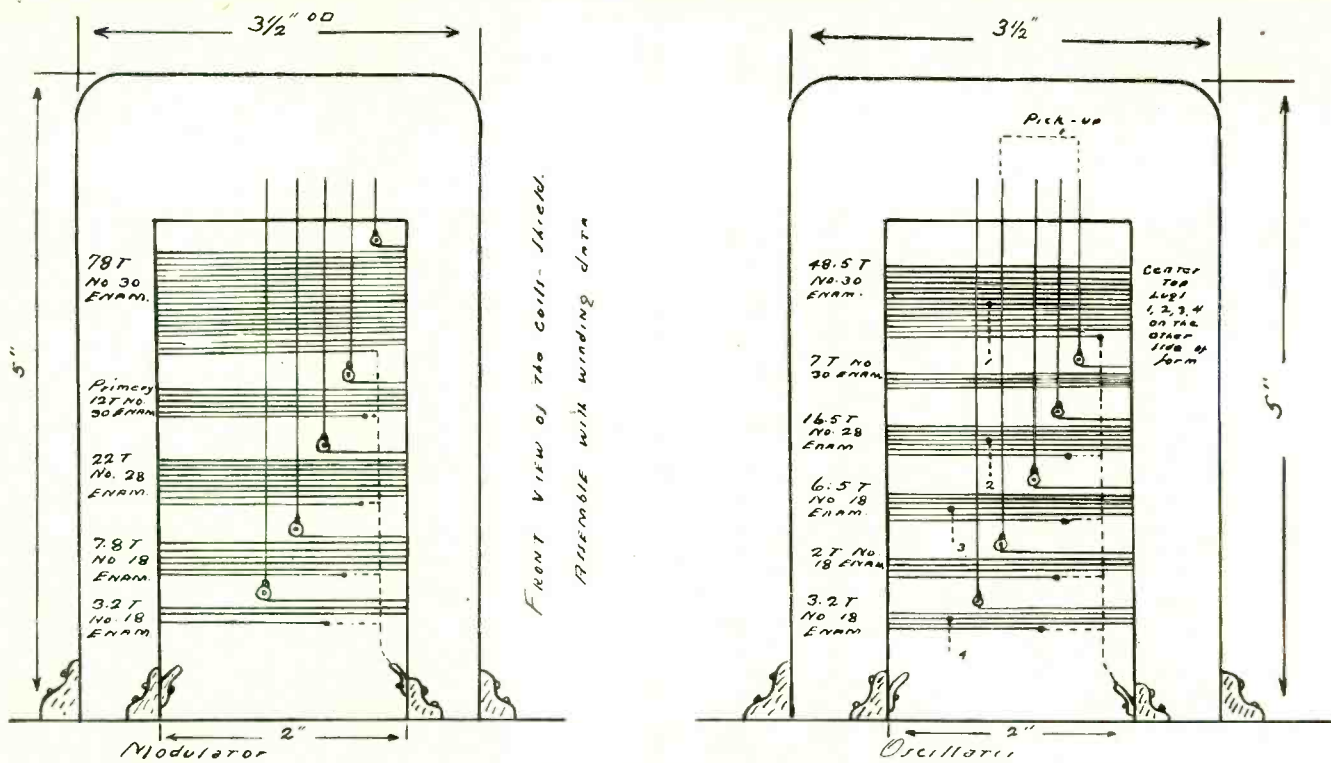 3½" OD
5"
78 T
No 30
ENAM.
Primary
12 T No.
30 ENAM
22 T
No. 28
ENAM.
7.8 T
No 18
ENAM.
3.2 T
No. 18
ENAM
2"
Modulator
FRONT VIEW of The Coils - Shield.
ASSEMBLE WITH WINDING data
3½"
Pick-up
48.5 T
No. 30
ENAM.
7 T No
30 ENAM
16.5 T
No. 28
ENAM
6.5 T
No 18
ENAM.
2 T No.
18 ENAM
3.2 T
No 18
ENAM
1
2
3
4
Center
Top
Lugs
1, 2, 3, 4
on the
other
side of
form
5"
2"